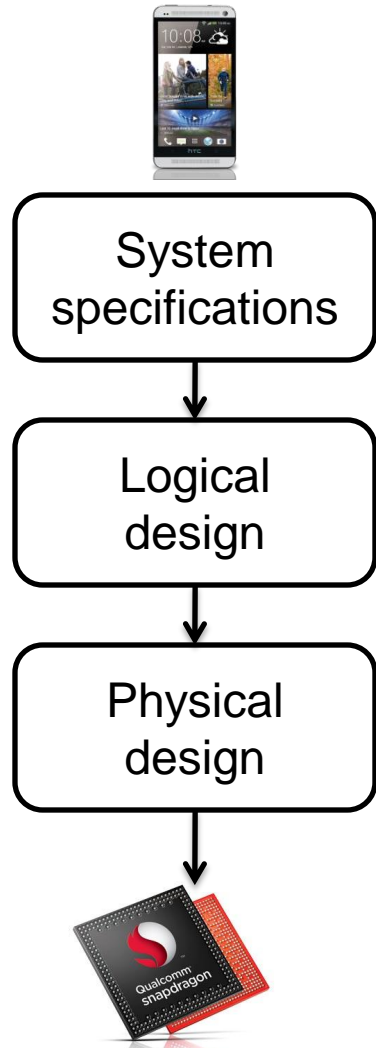 10:08
hTC
System
specifications
Logical
design
Physical
design
Qualcomm
snapdragon